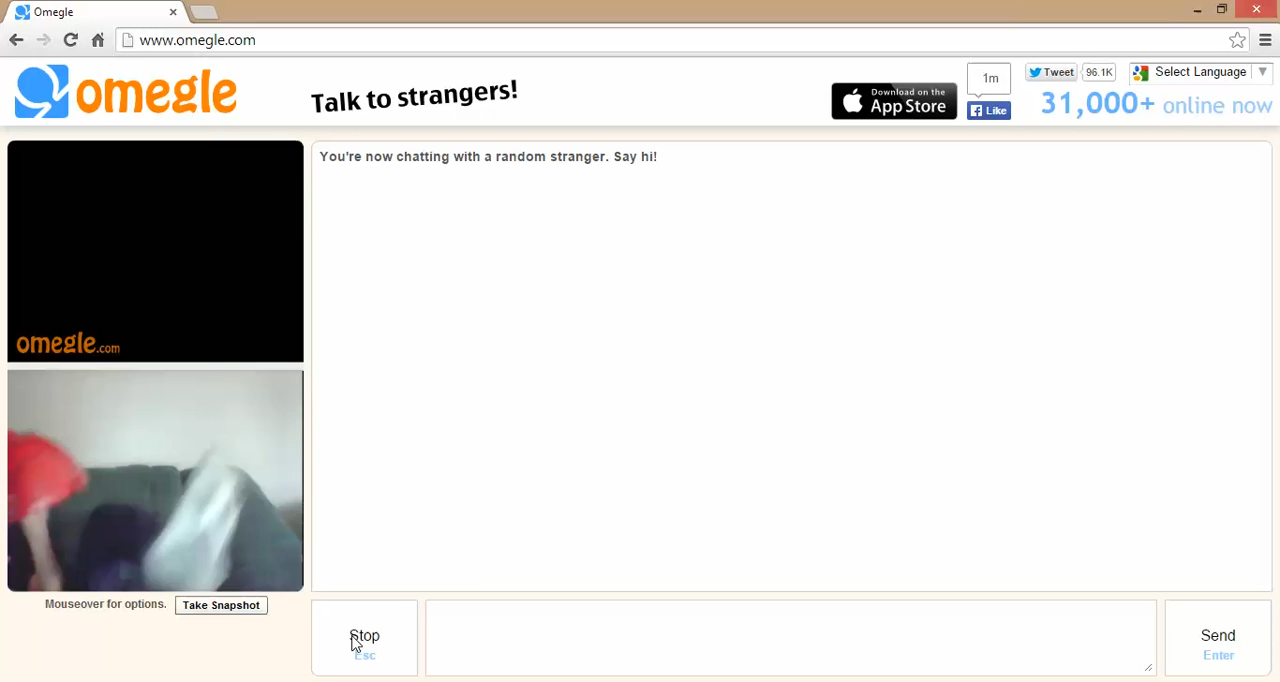 Omegle
www.omegle.com
omegle
Talk to strangers!
Download on the
App Store
1m
Like
Tweet
96.1K
Select Language
31,000+ online now
You're now chatting with a random stranger. Say hi!
omegle.com
Mouseover for options.
Take Snapshot
Stop
Esc
Send
Enter